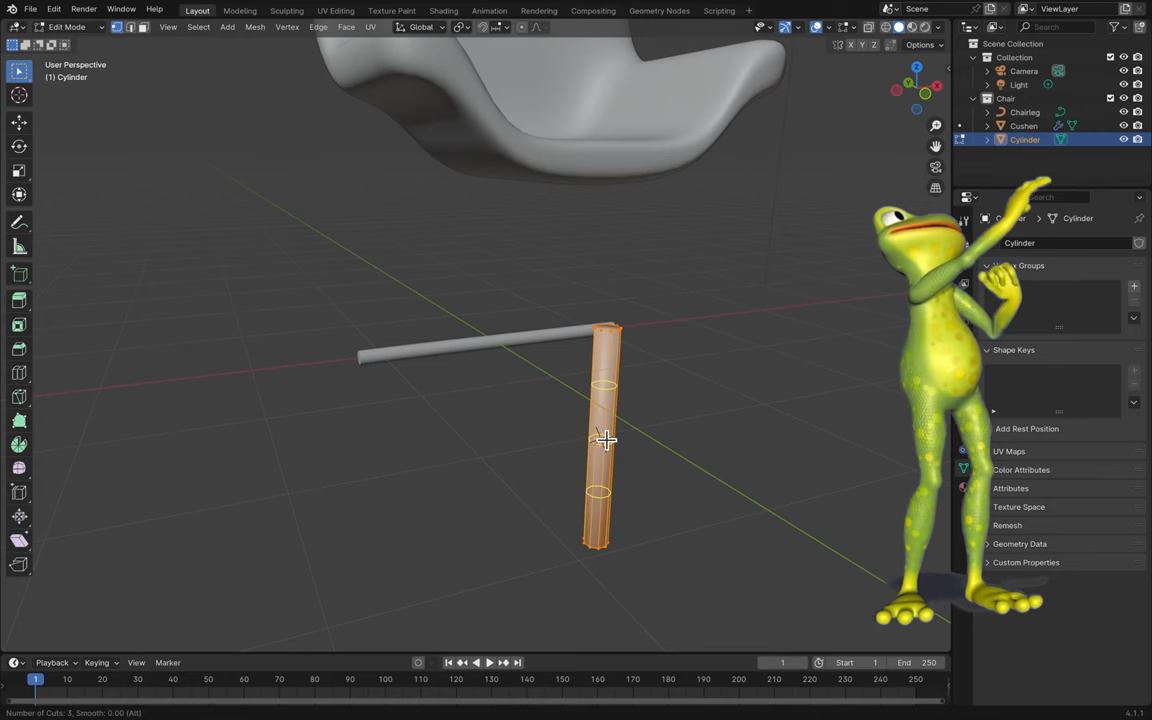 File Edit Render Window Help Layout Modeling Sculpting UV Editing Texture Paint Shading Animation Rendering Compositing Geometry Nodes Scripting + Scene ViewLayer
Edit Mode View Select Add Mesh Vertex Edge Face UV Global Search
X Y Z Options
User Perspective
(1) Cylinder
Scene Collection
Collection
Camera
Light
Chair
Chairleg
Cushen
Cylinder
Search
Cylinder
Cylinder
Shape Keys
Add Rest Position
UV Maps
Color Attributes
Attributes
Texture Space
Remesh
Geometry Data
Custom Properties
Playback Keying View Marker 1 Start 1 End 250
1 10 20 30 40 50 60 70 80 90 100 110 120 130 140 150 160 170 180 190 200 210 220 230 240 250
Number of Cuts: 3, Smooth: 0.00 (Alt) 4.1.1